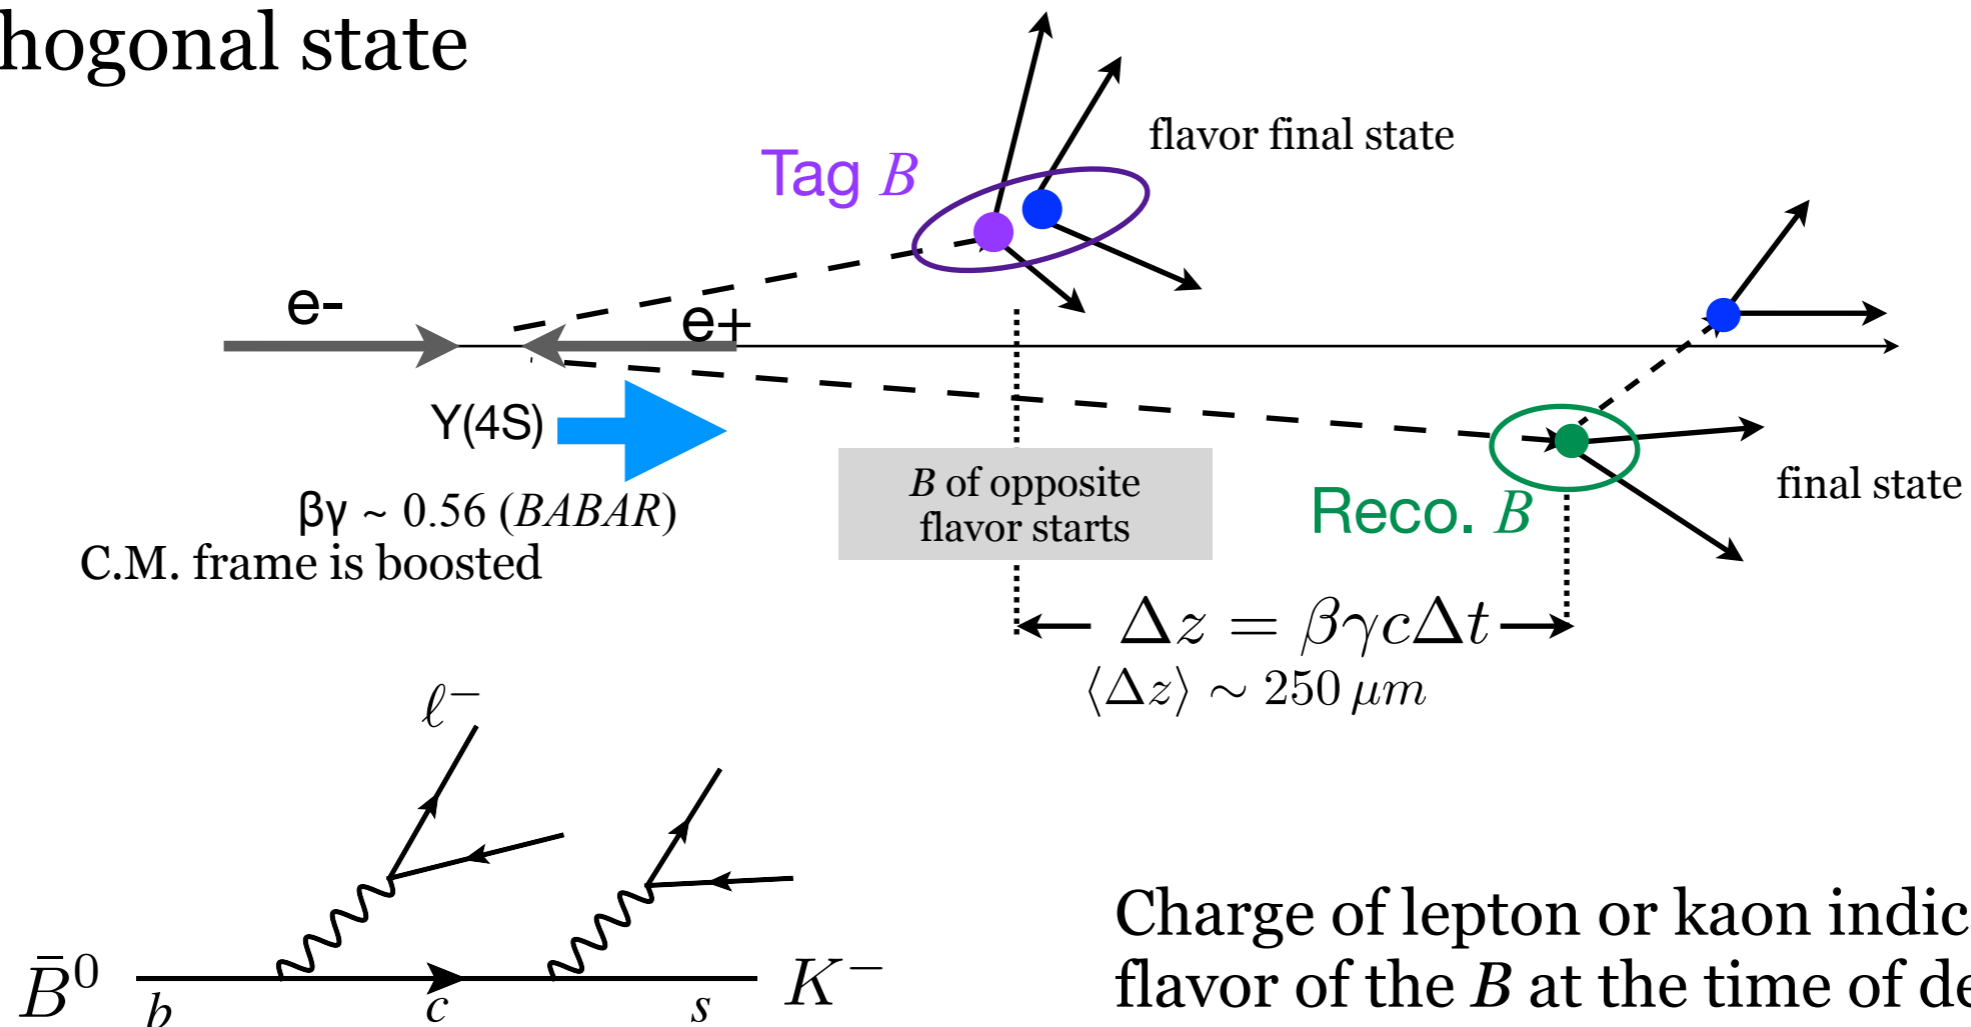 hogonal state
flavor final state
Tag B
e-
e+
Υ(4S)
βγ ~ 0.56 (BABAR)
C.M. frame is boosted
B of opposite
flavor starts
Reco. B
final state
Δz = βγcΔt
⟨Δz⟩ ∼ 250 μm
ℓ⁻
B̄⁰
b
c
s
K⁻
Charge of lepton or kaon indic
flavor of the B at the time of de